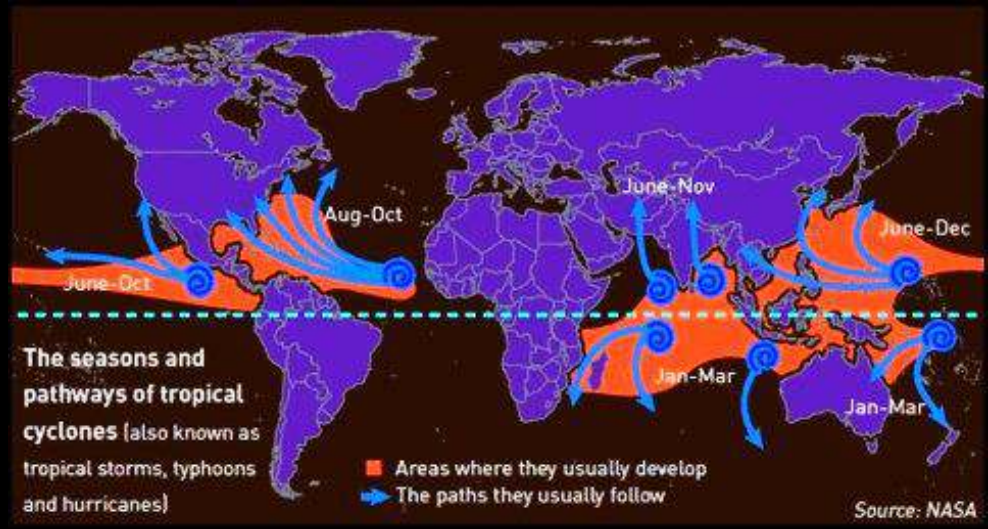 June-Nov
Aug-Oct
June-Dec
June-Oct
The seasons and
pathways of tropical
cyclones (also known as
tropical storms, typhoons
and hurricanes)
Jan-Mar
Jan-Mar
Areas where they usually develop
The paths they usually follow
Source: NASA